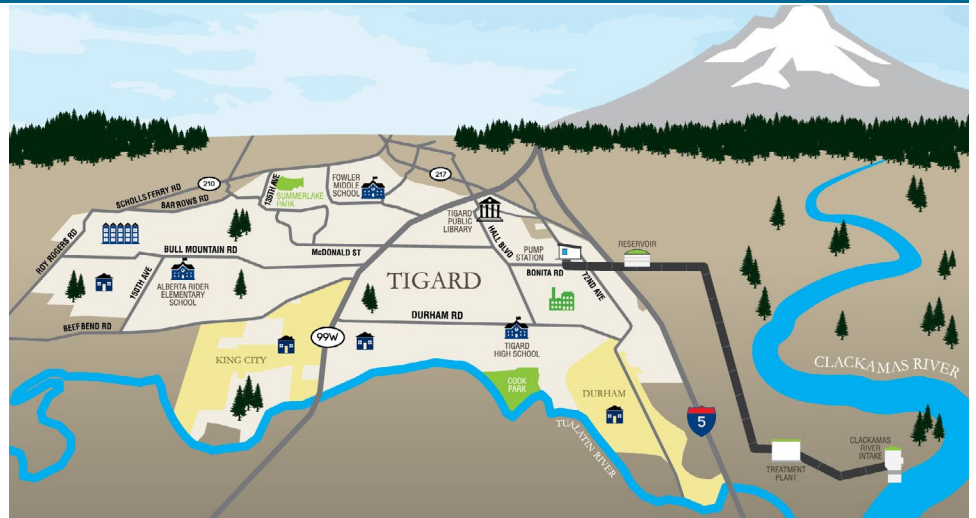 SCHOLLS FERRY RD
210
BARROWS RD
135TH AVE
SUMMERLAKE
PARK
FOWLER
MIDDLE
SCHOOL
217
TIGARD
PUBLIC
LIBRARY
HALL BLVD
ROY ROGERS RD
BULL MOUNTAIN RD
McDONALD ST
PUMP
STATION
RESERVOIR
BONITA RD
72ND AVE
150TH AVE
ALBERTA RIDER
ELEMENTARY
SCHOOL
TIGARD
DURHAM RD
BEEF BEND RD
99W
TIGARD
HIGH SCHOOL
KING CITY
COOK
PARK
DURHAM
TUALATIN RIVER
5
CLACKAMAS RIVER
TREATMENT
PLANT
CLACKAMAS
RIVER
INTAKE